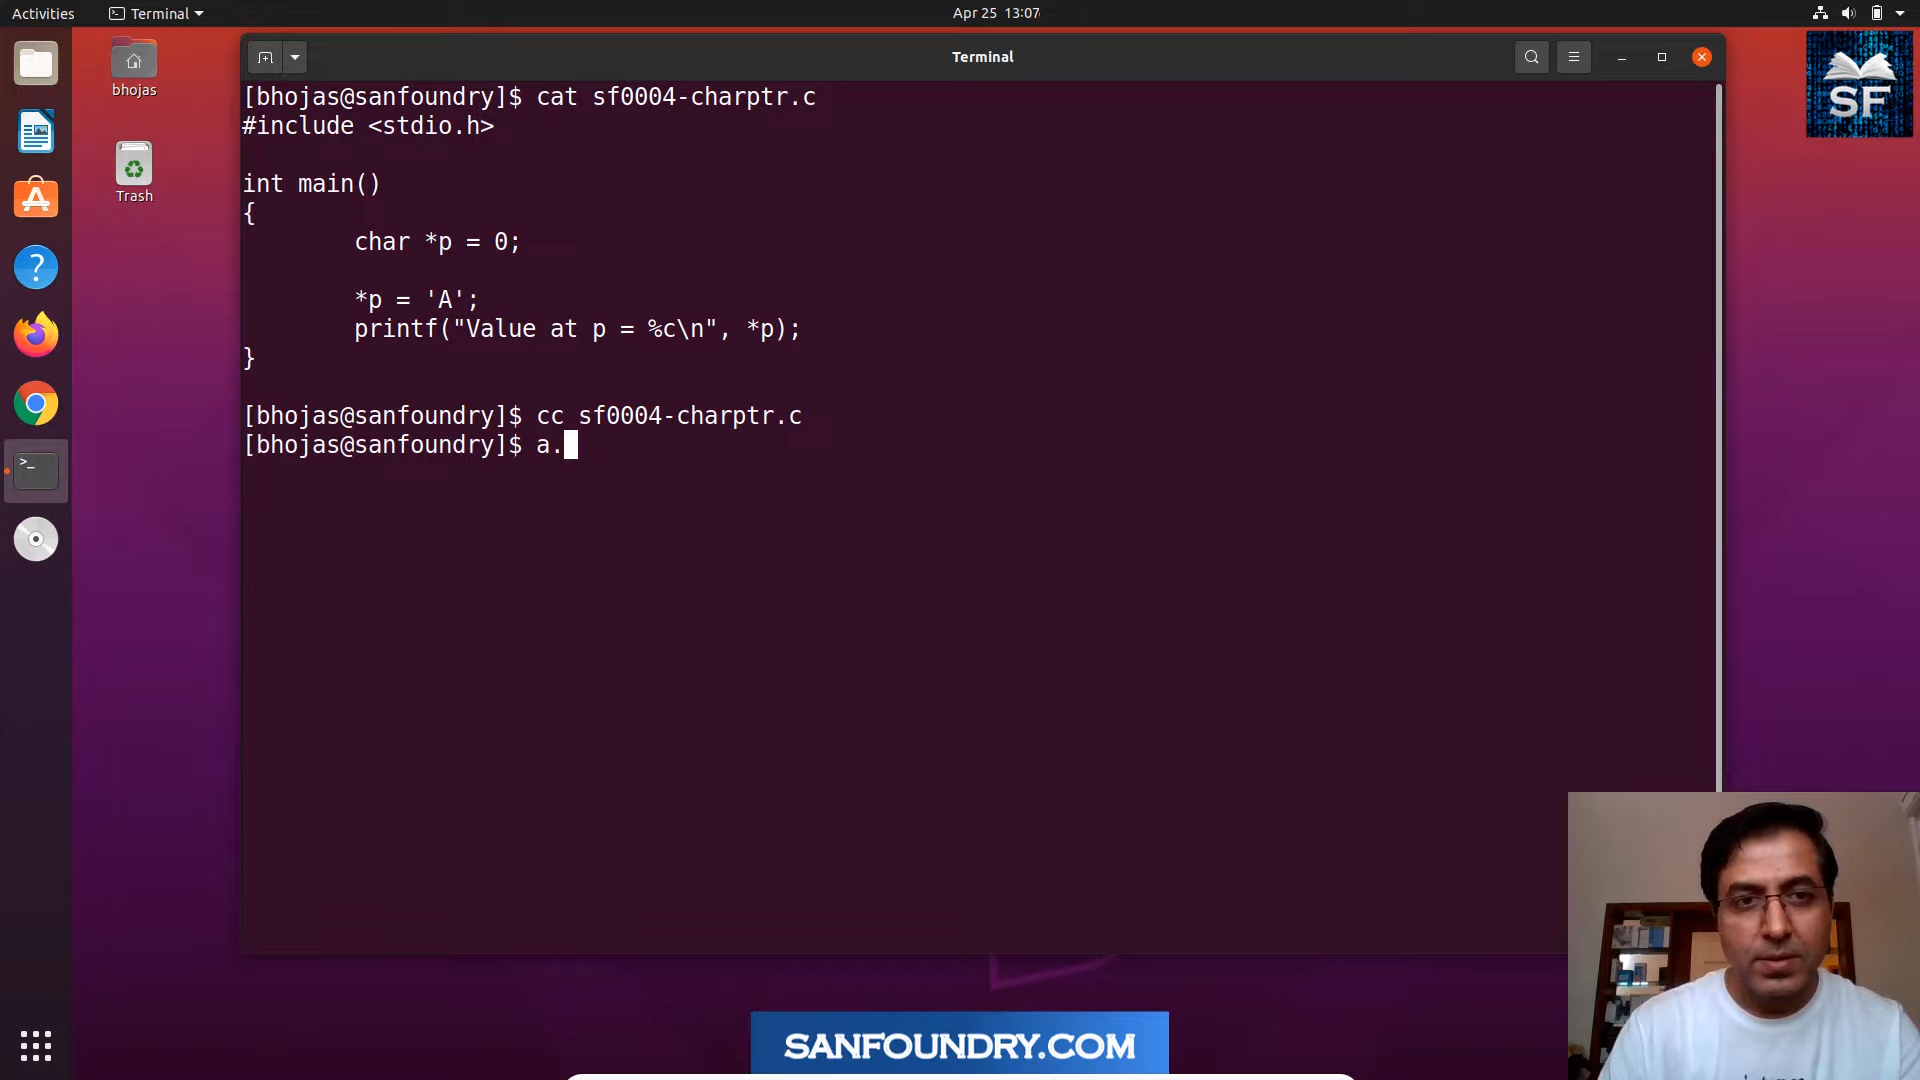 Activities
Terminal
Apr 25 13:07
bhojas
Trash
Terminal
[bhojas@sanfoundry]$ cat sf0004-charptr.c
#include <stdio.h>
int main()
{
char *p = 0;
*p = 'A';
printf("Value at p = %c\n", *p);
}
[bhojas@sanfoundry]$ cc sf0004-charptr.c
[bhojas@sanfoundry]$ a.
SF
SANFOUNDRY.COM